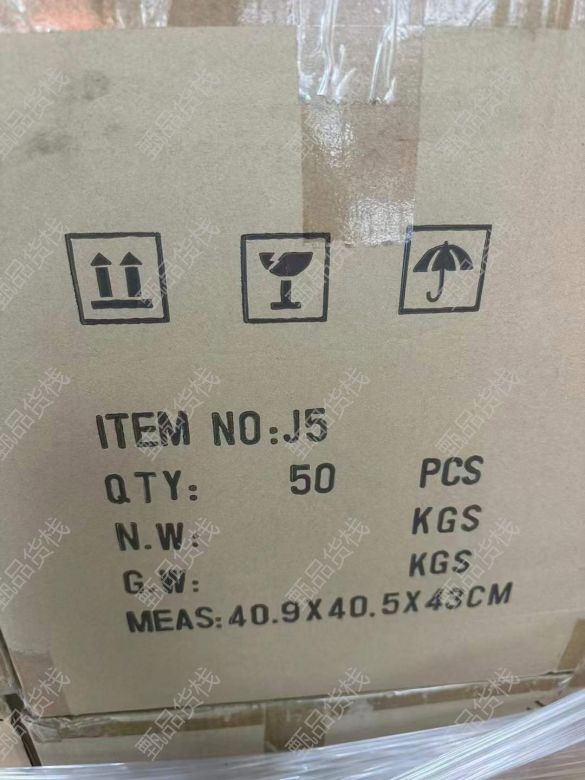 ITEM NO:J5
QTY: 50 PCS
N.W: KGS
G.W: KGS
MEAS:40.9X40.5X43CM
甄品货栈